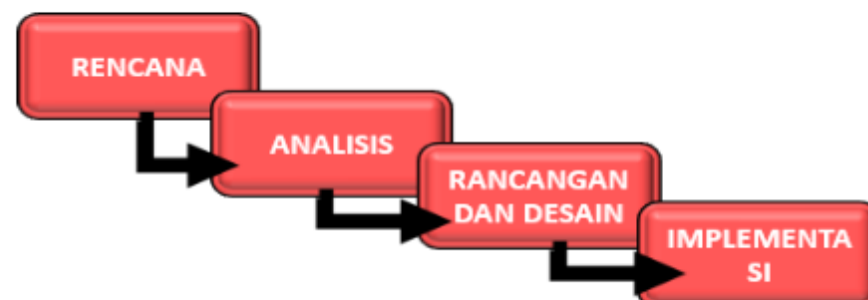 RENCANA
ANALISIS
RANCANGAN
DAN DESAIN
IMPLEMENTA
SI